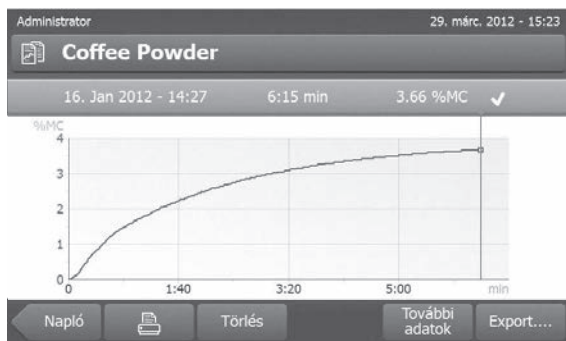 Administrator 29. márc. 2012 - 15:23
Coffee Powder
16. Jan 2012 - 14:27 6:15 min 3.66 %MC
%MC
4
3
2
1
0
0 1:40 3:20 5:00 min
Napló Törlés További adatok Export....